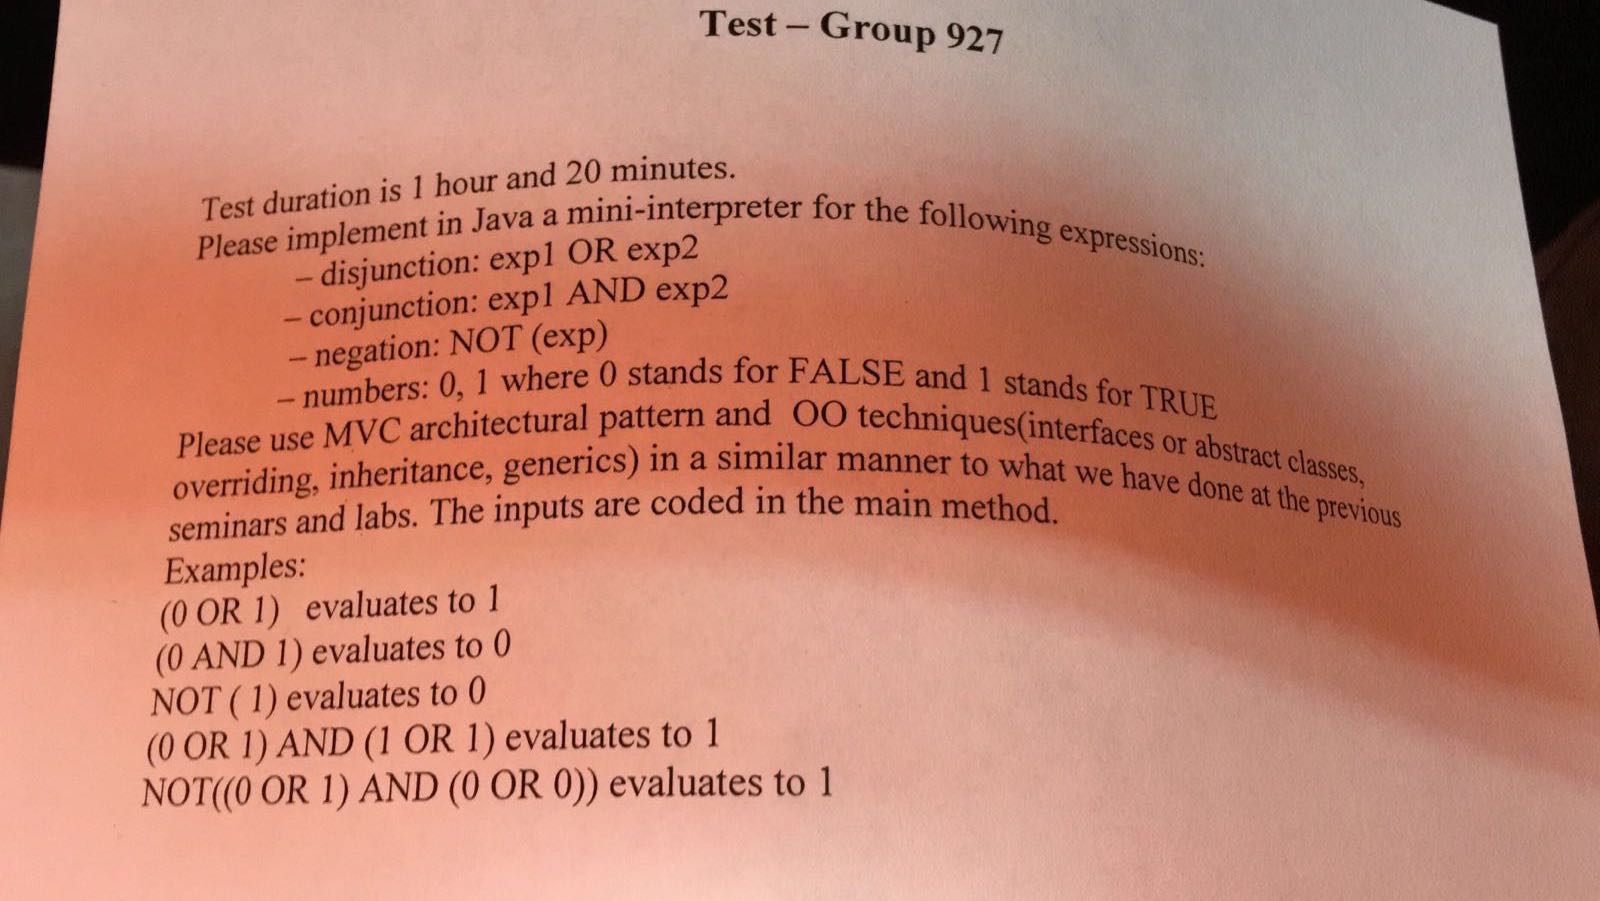 Test – Group 927
Test duration is 1 hour and 20 minutes.
Please implement in Java a mini-interpreter for the following expressions:
– disjunction: exp1 OR exp2
– conjunction: exp1 AND exp2
– negation: NOT (exp)
– numbers: 0, 1 where 0 stands for FALSE and 1 stands for TRUE
Please use MVC architectural pattern and OO techniques(interfaces or abstract classes,
overriding, inheritance, generics) in a similar manner to what we have done at the previous
seminars and labs. The inputs are coded in the main method.
Examples:
(0 OR 1) evaluates to 1
(0 AND 1) evaluates to 0
NOT ( 1) evaluates to 0
(0 OR 1) AND (1 OR 1) evaluates to 1
NOT((0 OR 1) AND (0 OR 0)) evaluates to 1